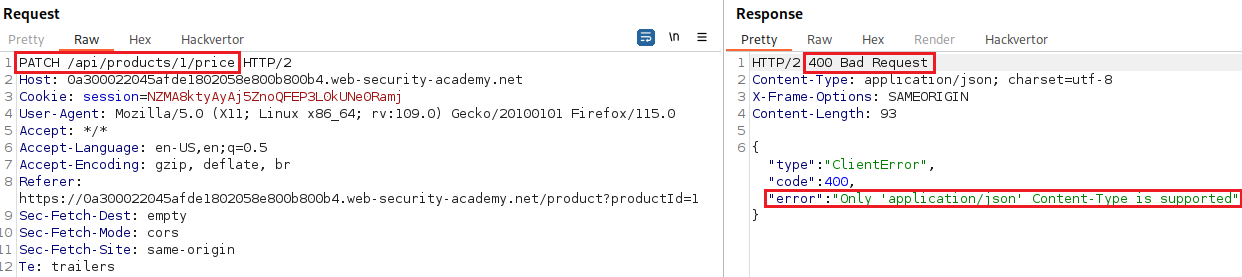 Request
Pretty Raw Hex Hackvertor
\n
1 PATCH /api/products/1/price HTTP/2
2 Host: 0a300022045afde1802058e800b800b4.web-security-academy.net
3 Cookie: session=NZMA8ktyAyAj5ZnoQFEP3L0kUNe0Ramj
4 User-Agent: Mozilla/5.0 (X11; Linux x86_64; rv:109.0) Gecko/20100101 Firefox/115.0
5 Accept: */*
6 Accept-Language: en-US,en;q=0.5
7 Accept-Encoding: gzip, deflate, br
8 Referer:
https://0a300022045afde1802058e800b800b4.web-security-academy.net/product?productId=1
9 Sec-Fetch-Dest: empty
10 Sec-Fetch-Mode: cors
11 Sec-Fetch-Site: same-origin
12 Te: trailers
Response
Pretty Raw Hex Render Hackvertor
1 HTTP/2 400 Bad Request
2 Content-Type: application/json; charset=utf-8
3 X-Frame-Options: SAMEORIGIN
4 Content-Length: 93
5
6 {
"type":"ClientError",
"code":400,
"error":"Only 'application/json' Content-Type is supported"
}